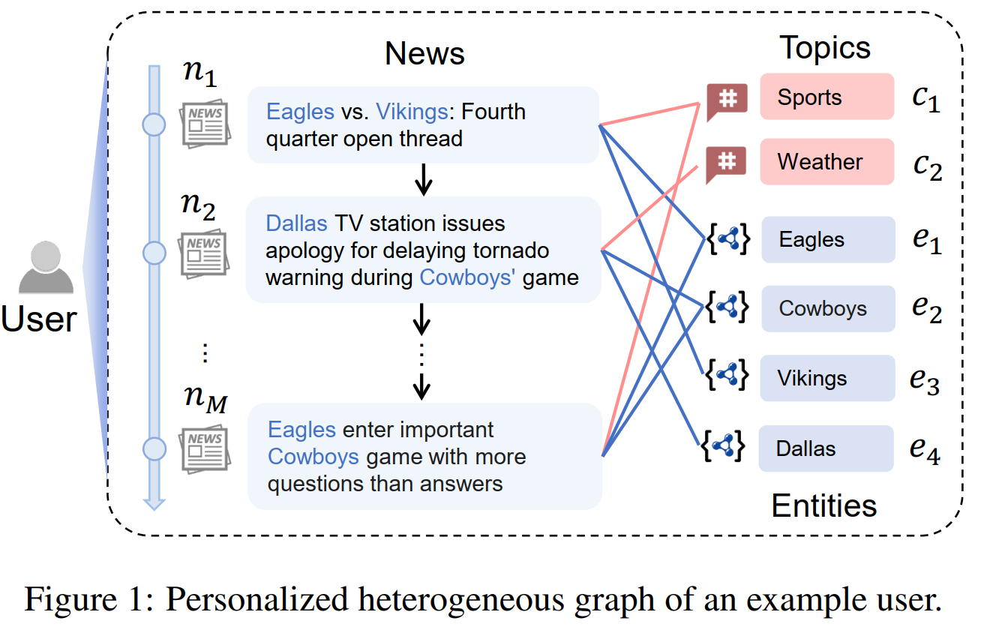 News
Topics
n1
NEWS
Eagles vs. Vikings: Fourth
quarter open thread
# Sports c1
# Weather c2
n2
NEWS
Dallas TV station issues
apology for delaying tornado
warning during Cowboys' game
{} Eagles e1
{} Cowboys e2
{} Vikings e3
{} Dallas e4
User
⋮
⋮
nM
NEWS
Eagles enter important
Cowboys game with more
questions than answers
Entities
Figure 1: Personalized heterogeneous graph of an example user.